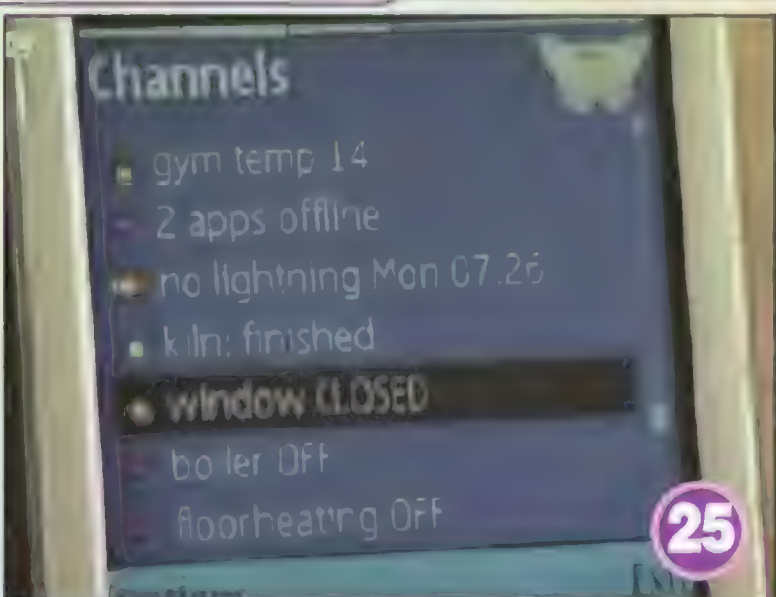 Channels
gym temp 14
2 apps offline
no lightning Mon 07.26
kiln: finished
window CLOSED
boiler OFF
floorheating OFF
25